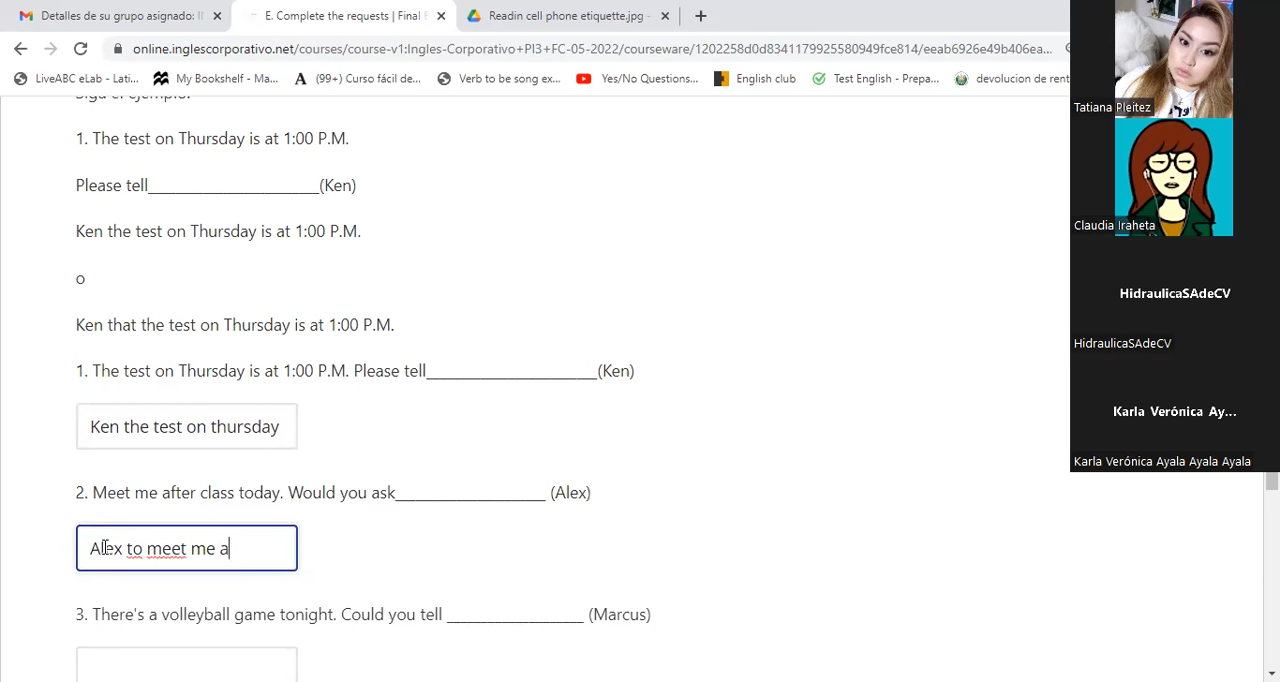 Detalles de su grupo asignado: I
E. Complete the requests | Final E
Readin cell phone etiquette.jpg -
online.inglescorporativo.net/courses/course-v1:Ingles-Corporativo+PI3+FC-05-2022/courseware/1202258d0d8341179925580949fce814/eeab6926e49b406ea...
LiveABC eLab - Lati...
My Bookshelf - Ma...
(99+) Curso fácil de...
Verb to be song ex...
Yes/No Questions...
English club
Test English - Prepa...
devolucion de rent
Siga el ejemplo.
1. The test on Thursday is at 1:00 P.M.
Please tell____________________(Ken)
Ken the test on Thursday is at 1:00 P.M.
o
Ken that the test on Thursday is at 1:00 P.M.
1. The test on Thursday is at 1:00 P.M. Please tell____________________(Ken)
Ken the test on thursday
2. Meet me after class today. Would you ask__________________ (Alex)
Alex to meet me a
3. There's a volleyball game tonight. Could you tell ________________ (Marcus)
Tatiana Pleitez
Claudia Iraheta
HidraulicaSAdeCV
HidraulicaSAdeCV
Karla Verónica Ay...
Karla Verónica Ayala Ayala Ayala